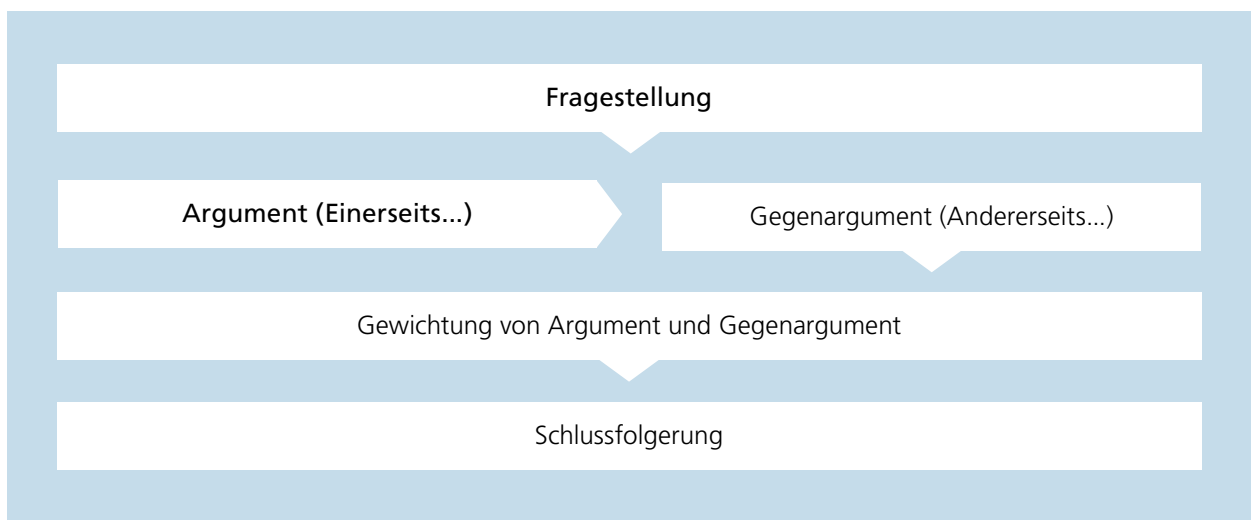 Fragestellung
Argument (Einerseits...)
Gegenargument (Andererseits...)
Gewichtung von Argument und Gegenargument
Schlussfolgerung